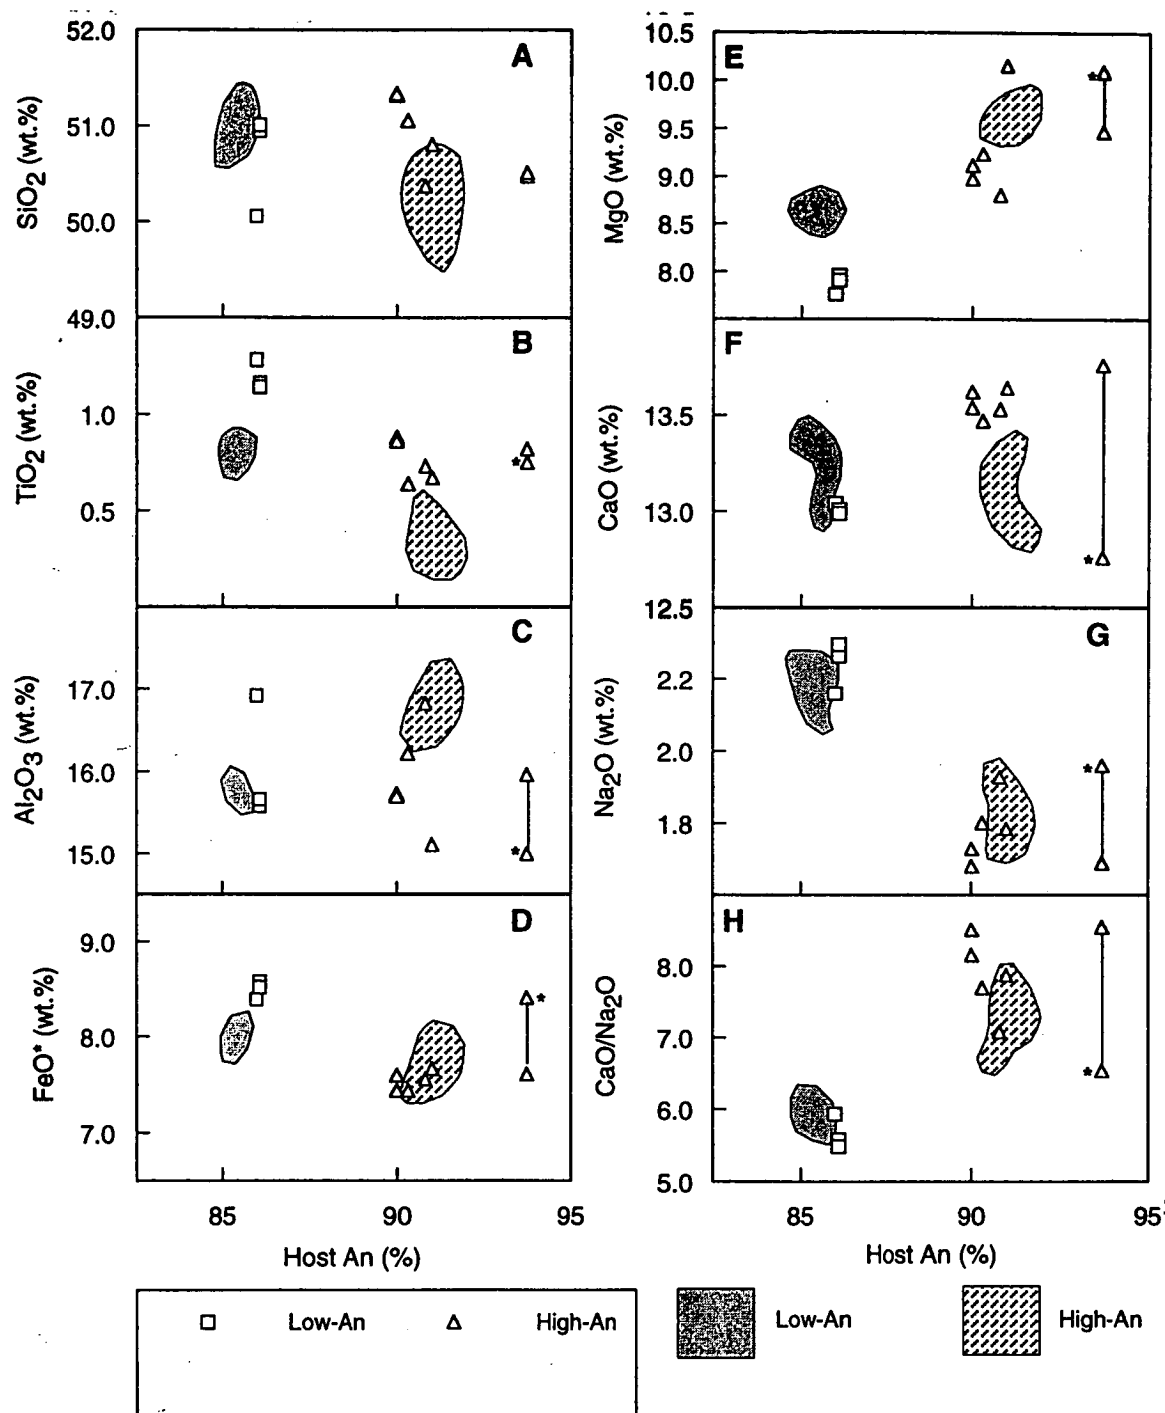 52.0
51.0
50.0
49.0
SiO2 (wt.%)
A
1.0
0.5
TiO2 (wt.%)
B
17.0
16.0
15.0
Al2O3 (wt.%)
C
*
*
9.0
8.0
7.0
FeO* (wt.%)
D
*
85
90
95
Host An (%)
10.5
10.0
9.5
9.0
8.5
8.0
MgO (wt.%)
E
*
13.5
13.0
12.5
CaO (wt.%)
F
*
2.2
2.0
1.8
Na2O (wt.%)
G
*
8.0
7.0
6.0
5.0
CaO/Na2O
H
*
85
90
95
Host An (%)
Low-An
High-An
Low-An
High-An